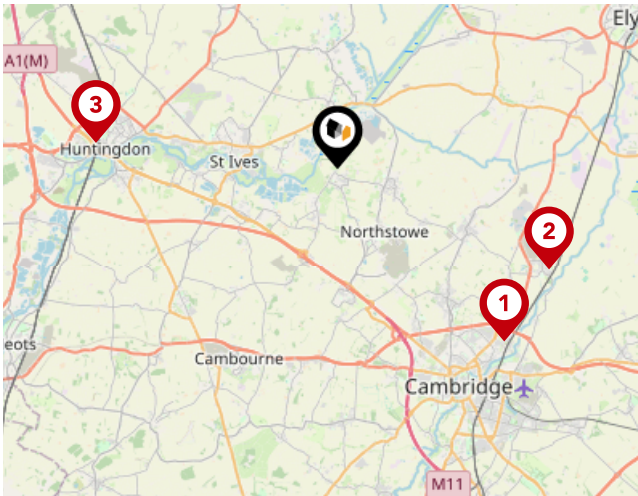 Ely
A1(M)
3
Huntingdon
St Ives
Northstowe
2
1
eots
Cambourne
Cambridge
M11